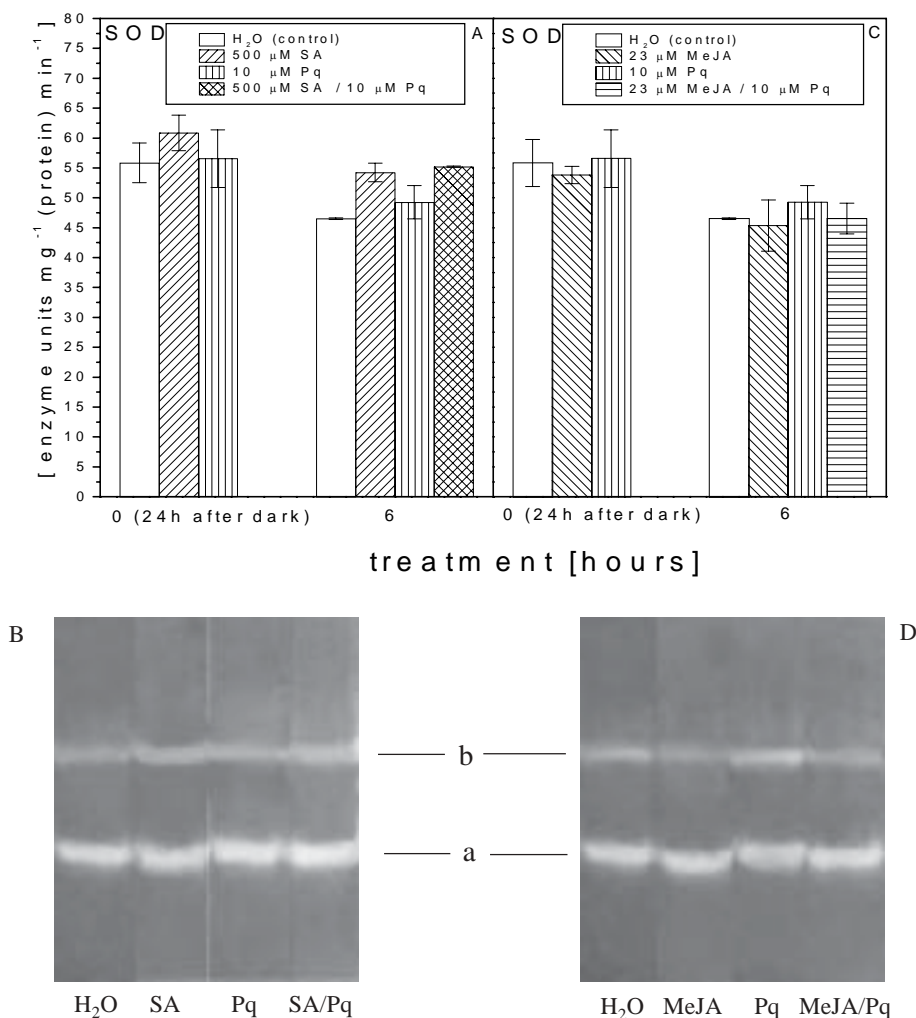 [ enzyme units mg⁻¹ (protein) min⁻¹ ]
80
75
70
65
60
55
50
45
40
35
30
25
20
15
10
5
0
SOD
A
H₂O (control)
500 μM SA
10 μM Pq
500 μM SA / 10 μM Pq
SOD
C
H₂O (control)
23 μM MeJA
10 μM Pq
23 μM MeJA / 10 μM Pq
0 (24h after dark)
6
0 (24h after dark)
6
treatment [hours]
B
D
b
a
H₂O SA Pq SA/Pq
H₂O MeJA Pq MeJA/Pq